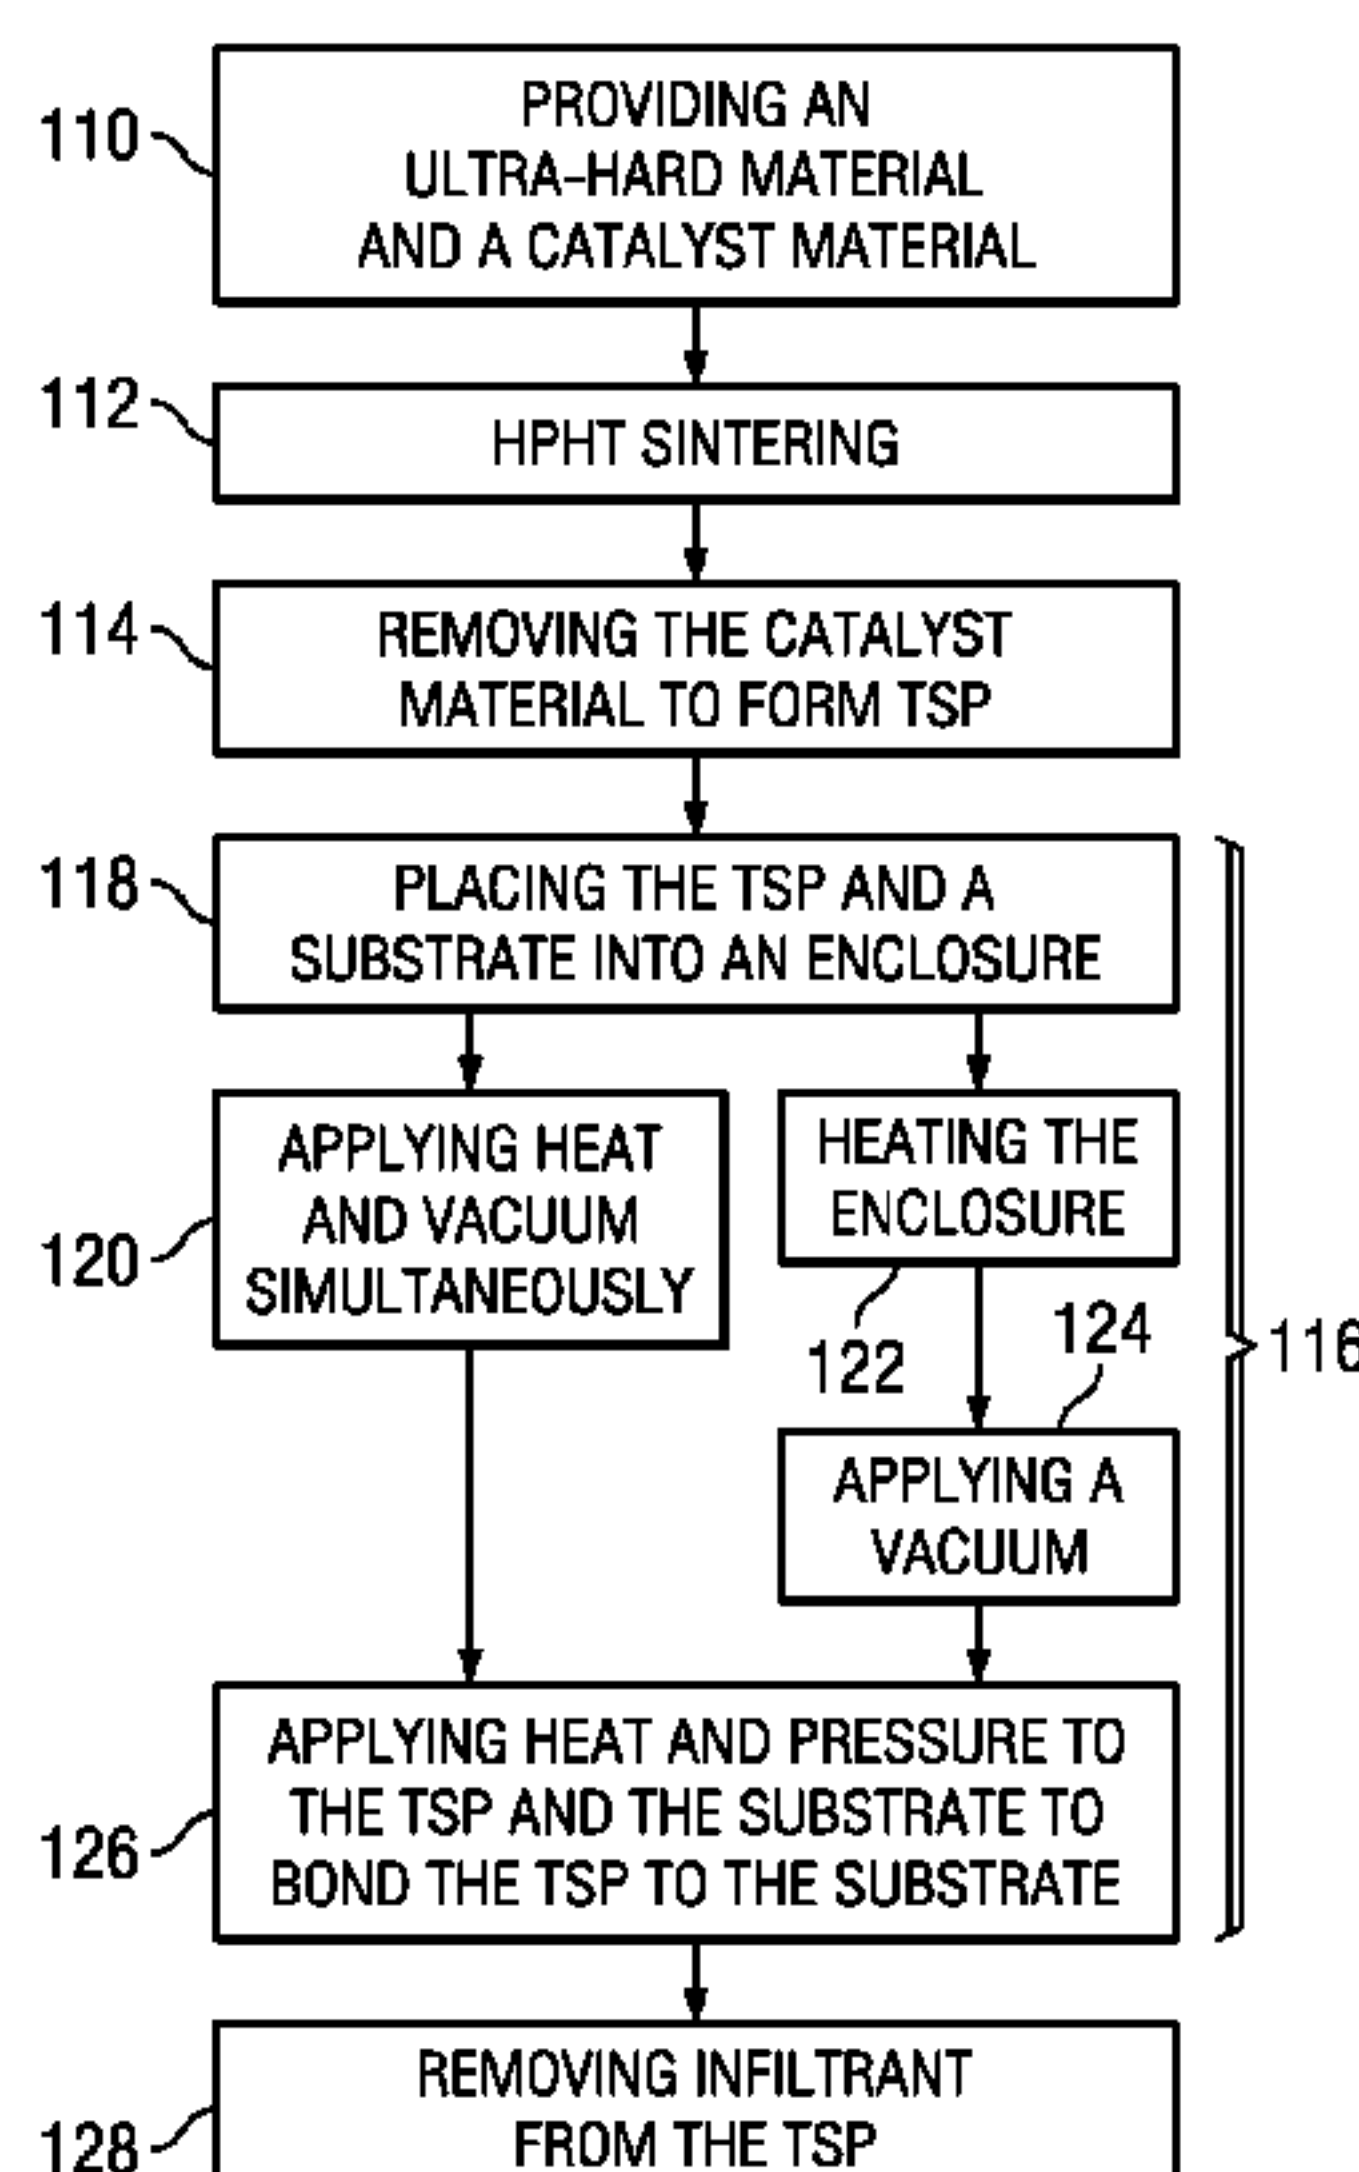 110
PROVIDING AN
ULTRA-HARD MATERIAL
AND A CATALYST MATERIAL
112
HPHT SINTERING
114
REMOVING THE CATALYST
MATERIAL TO FORM TSP
118
PLACING THE TSP AND A
SUBSTRATE INTO AN ENCLOSURE
120
APPLYING HEAT
AND VACUUM
SIMULTANEOUSLY
HEATING THE
ENCLOSURE
122
124
116
APPLYING A
VACUUM
126
APPLYING HEAT AND PRESSURE TO
THE TSP AND THE SUBSTRATE TO
BOND THE TSP TO THE SUBSTRATE
128
REMOVING INFILTRANT
FROM THE TSP